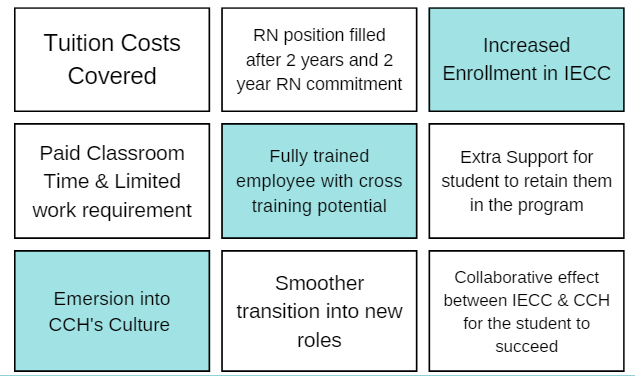 Tuition Costs
Covered
RN position filled
after 2 years and 2
year RN commitment
Increased
Enrollment in IECC
Paid Classroom
Time & Limited
work requirement
Fully trained
employee with cross
training potential
Extra Support for
student to retain them
in the program
Emersion into
CCH's Culture
Smoother
transition into new
roles
Collaborative effect
between IECC & CCH
for the student to
succeed